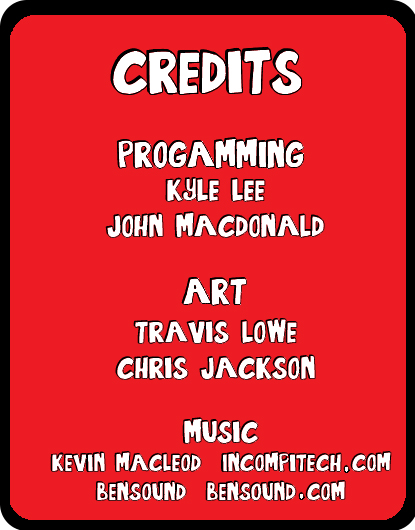 CREDITS
PROGAMMING
KYLE LEE
JOHN MACDONALD
ART
TRAVIS LOWE
CHRIS JACKSON
MUSIC
KEVIN MACLEOD INCOMPITECH.COM
BENSOUND BENSOUND.COM